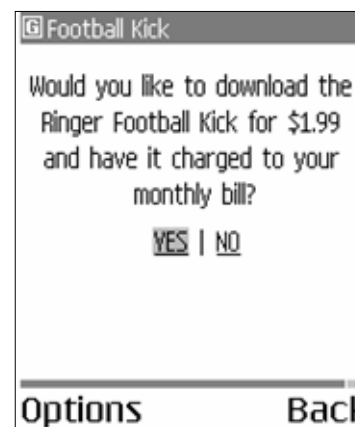 G Football Kick
Would you like to download the
Ringer Football Kick for $1.99
and have it charged to your
monthly bill?
YES | NO
Options Back